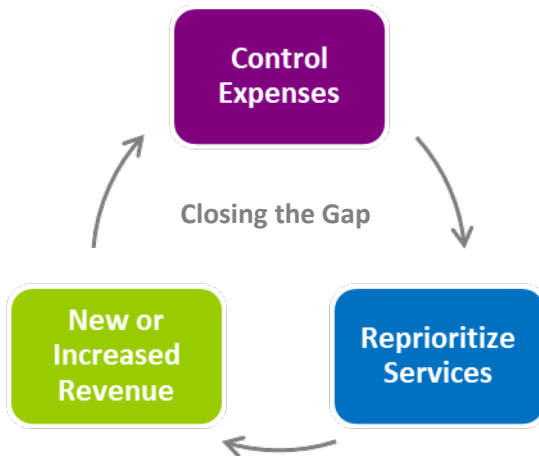 Control
Expenses
Closing the Gap
New or
Increased
Revenue
Reprioritize
Services